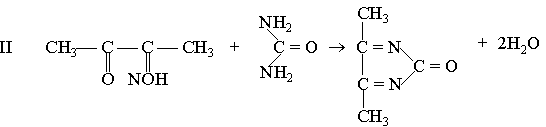 CH₃
NH₂
II CH₃ — C — C — CH₃ + C = O → C = N + 2H₂O
O NOH NH₂ C = O
C = N
CH₃